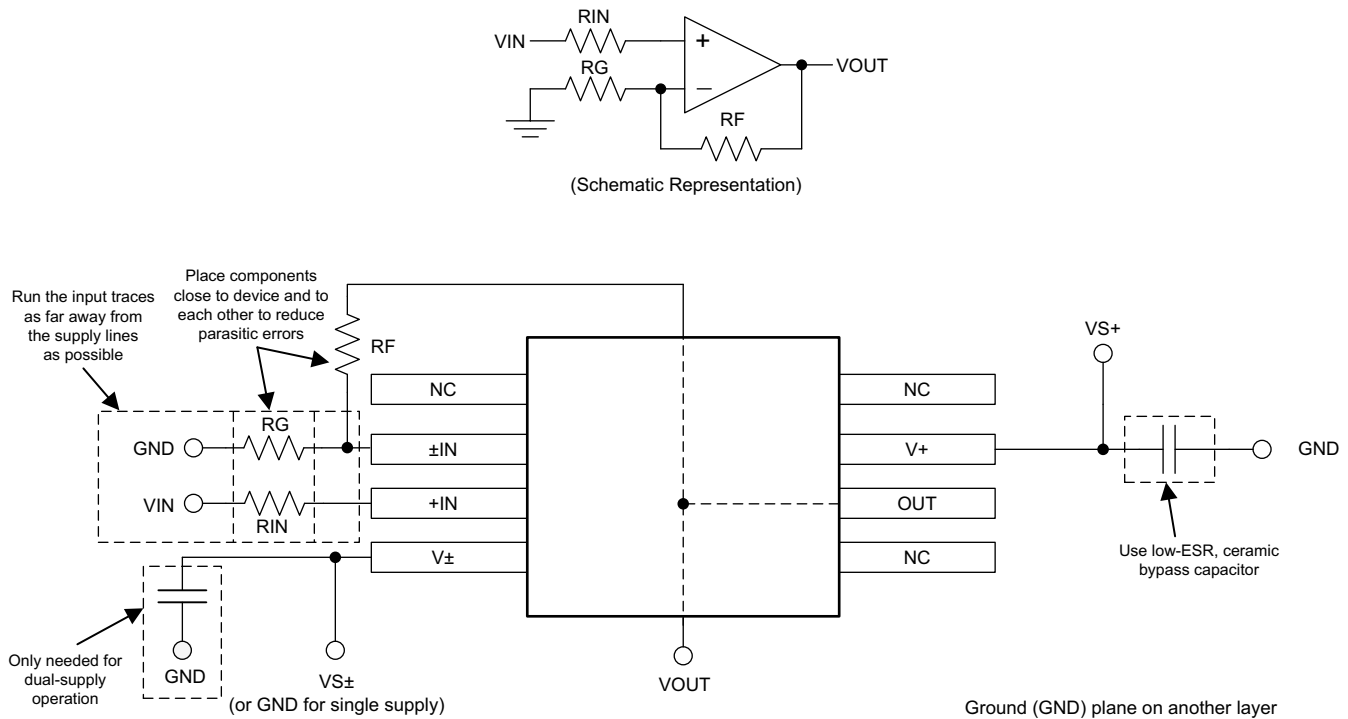 RIN
VIN
+
VOUT
RG
−
RF
(Schematic Representation)
Run the input traces
as far away from
the supply lines
as possible
Place components
close to device and to
each other to reduce
parasitic errors
RF
VS+
NC
NC
RG
GND
±IN
V+
GND
VIN
+IN
OUT
RIN
V±
NC
Use low-ESR, ceramic
bypass capacitor
Only needed for
dual-supply
operation
GND
VS±
(or GND for single supply)
VOUT
Ground (GND) plane on another layer